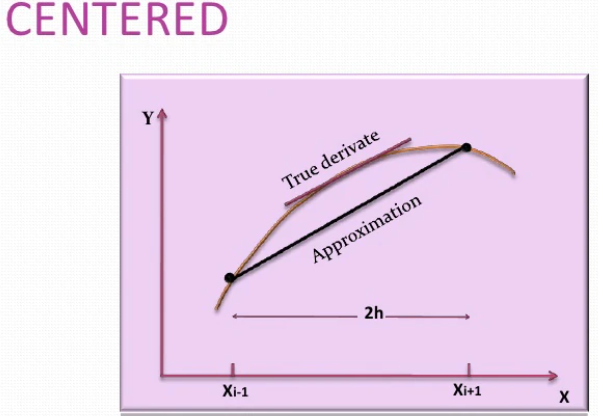 CENTERED
Y
True derivate
Approximation
2h
Xi-1
Xi+1
X